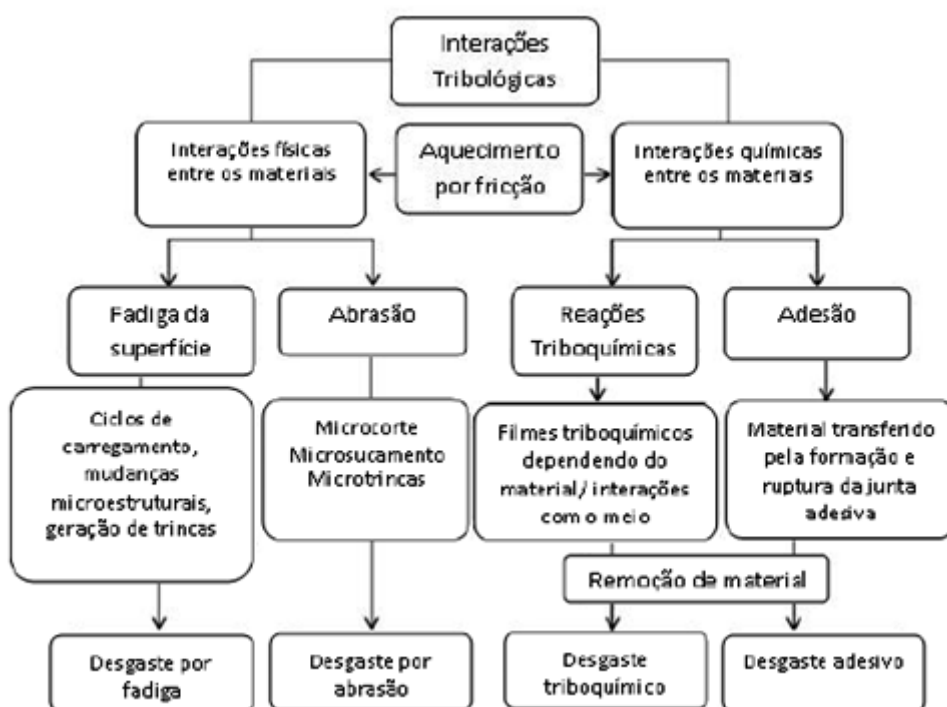 Interações
Tribológicas
Interações físicas
entre os materiais
Aquecimento
por fricção
Interações químicas
entre os materiais
Fadiga da
superfície
Abrasão
Reações
Triboquímicas
Adesão
Ciclos de
carregamento,
mudanças
microestruturais,
geração de trincas
Microcorte
Microsucamento
Microtrincas
Filmes triboquímicos
dependendo do
material/ interações
com o meio
Material transferido
pela formação e
ruptura da junta
adesiva
Remoção de material
Desgaste por
fadiga
Desgaste por
abrasão
Desgaste
triboquímico
Desgaste adesivo